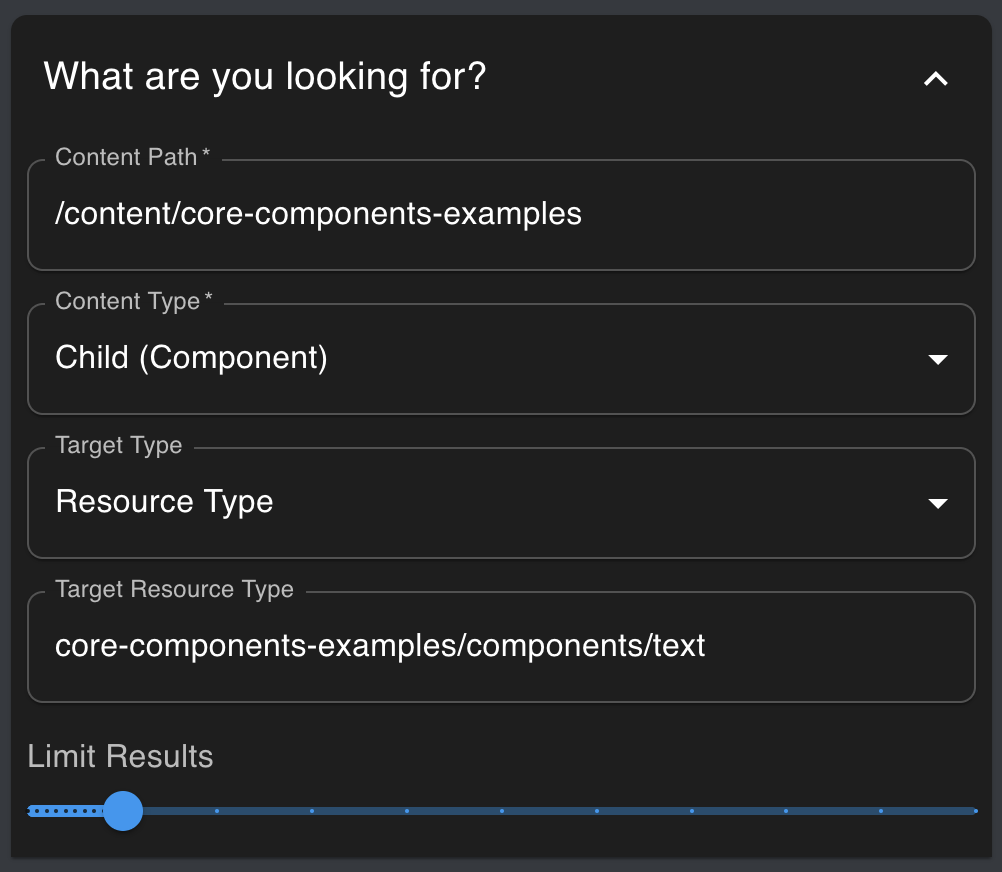 What are you looking for?
Content Path *
/content/core-components-examples
Content Type *
Child (Component)
Target Type
Resource Type
Target Resource Type
core-components-examples/components/text
Limit Results